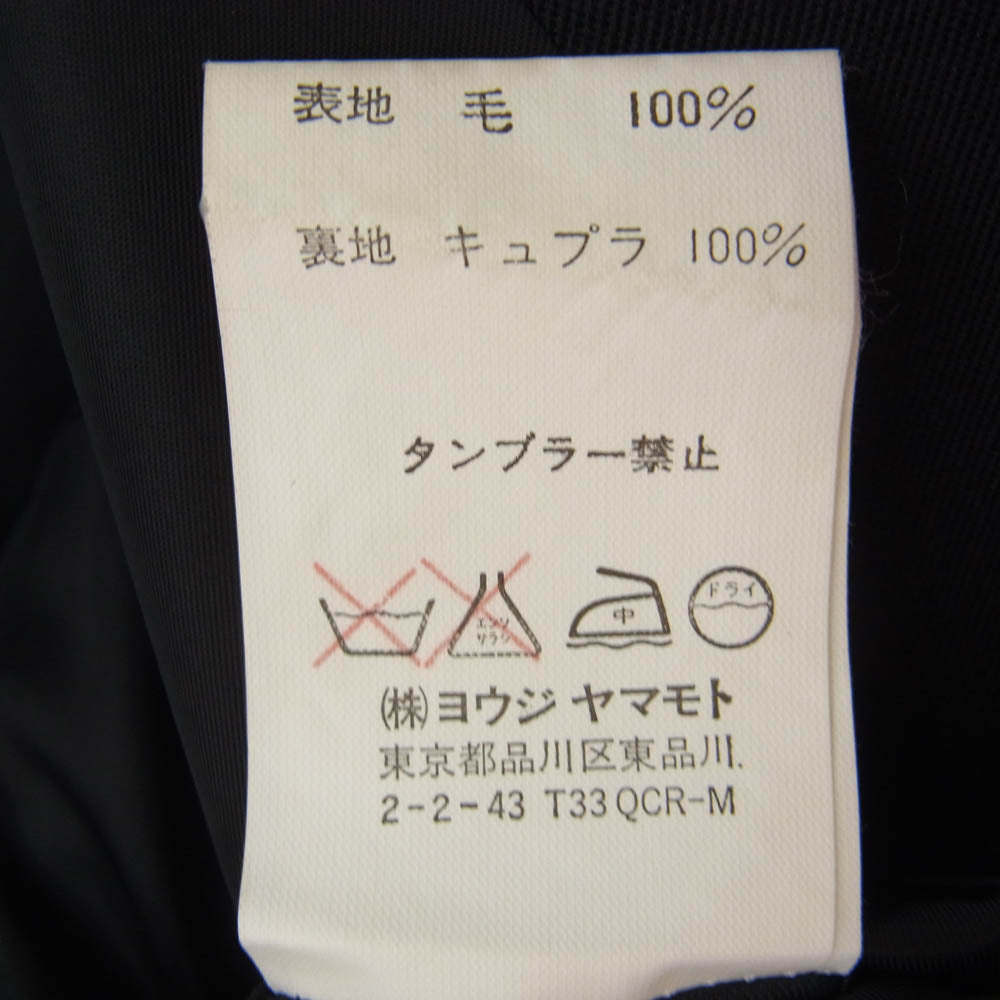 表地 毛 100%
裏地 キュプラ 100%
タンブラー禁止
エンソ
サラシ
中
ドライ
(株)ヨウジ ヤマモト
東京都品川区東品川.
2-2-43 T33 QCR-M